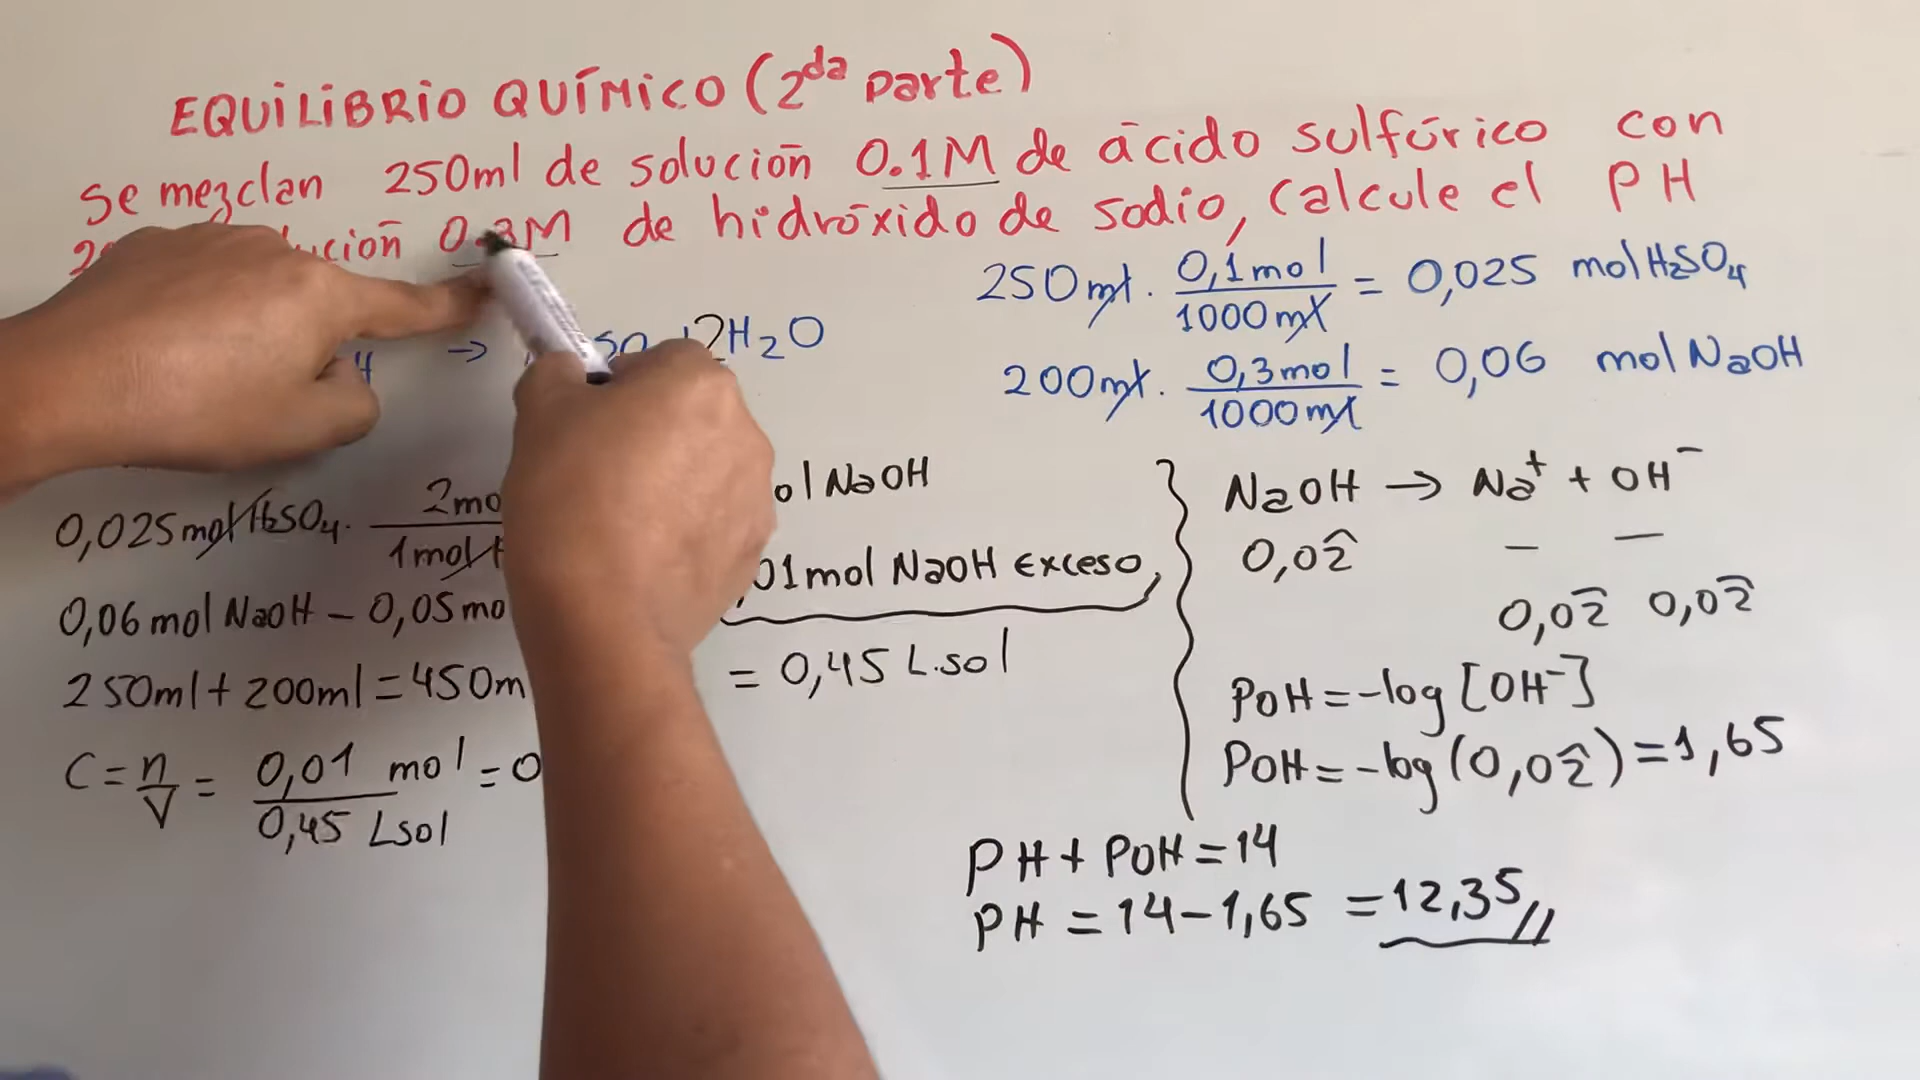 EQUILIBRIO QUÍMICO (2da parte)
Se mezclan 250ml de solución 0.1M de ácido sulfúrico con
0.3M de hidróxido de sodio, calcule el PH
250ml . 0,1mol / 1000ml = 0,025 mol H2SO4
→ 2H2O
200ml . 0,3mol / 1000ml = 0,06 mol NaOH
0,025mol H2SO4 . 2mo / 1mol
NaOH
0,06 mol NaOH - 0,05mo
01mol NaOH Exceso
250ml + 200ml = 450m
= 0,45 L.sol
C = n/V = 0,01 mol / 0,45 Lsol = 0
NaOH → Na+ + OH-
0,02̂ — —
0,02̂ 0,02̂
POH = -log [OH-]
POH = -log (0,02̂) = 1,65
PH + POH = 14
PH = 14 - 1,65 = 12,35//